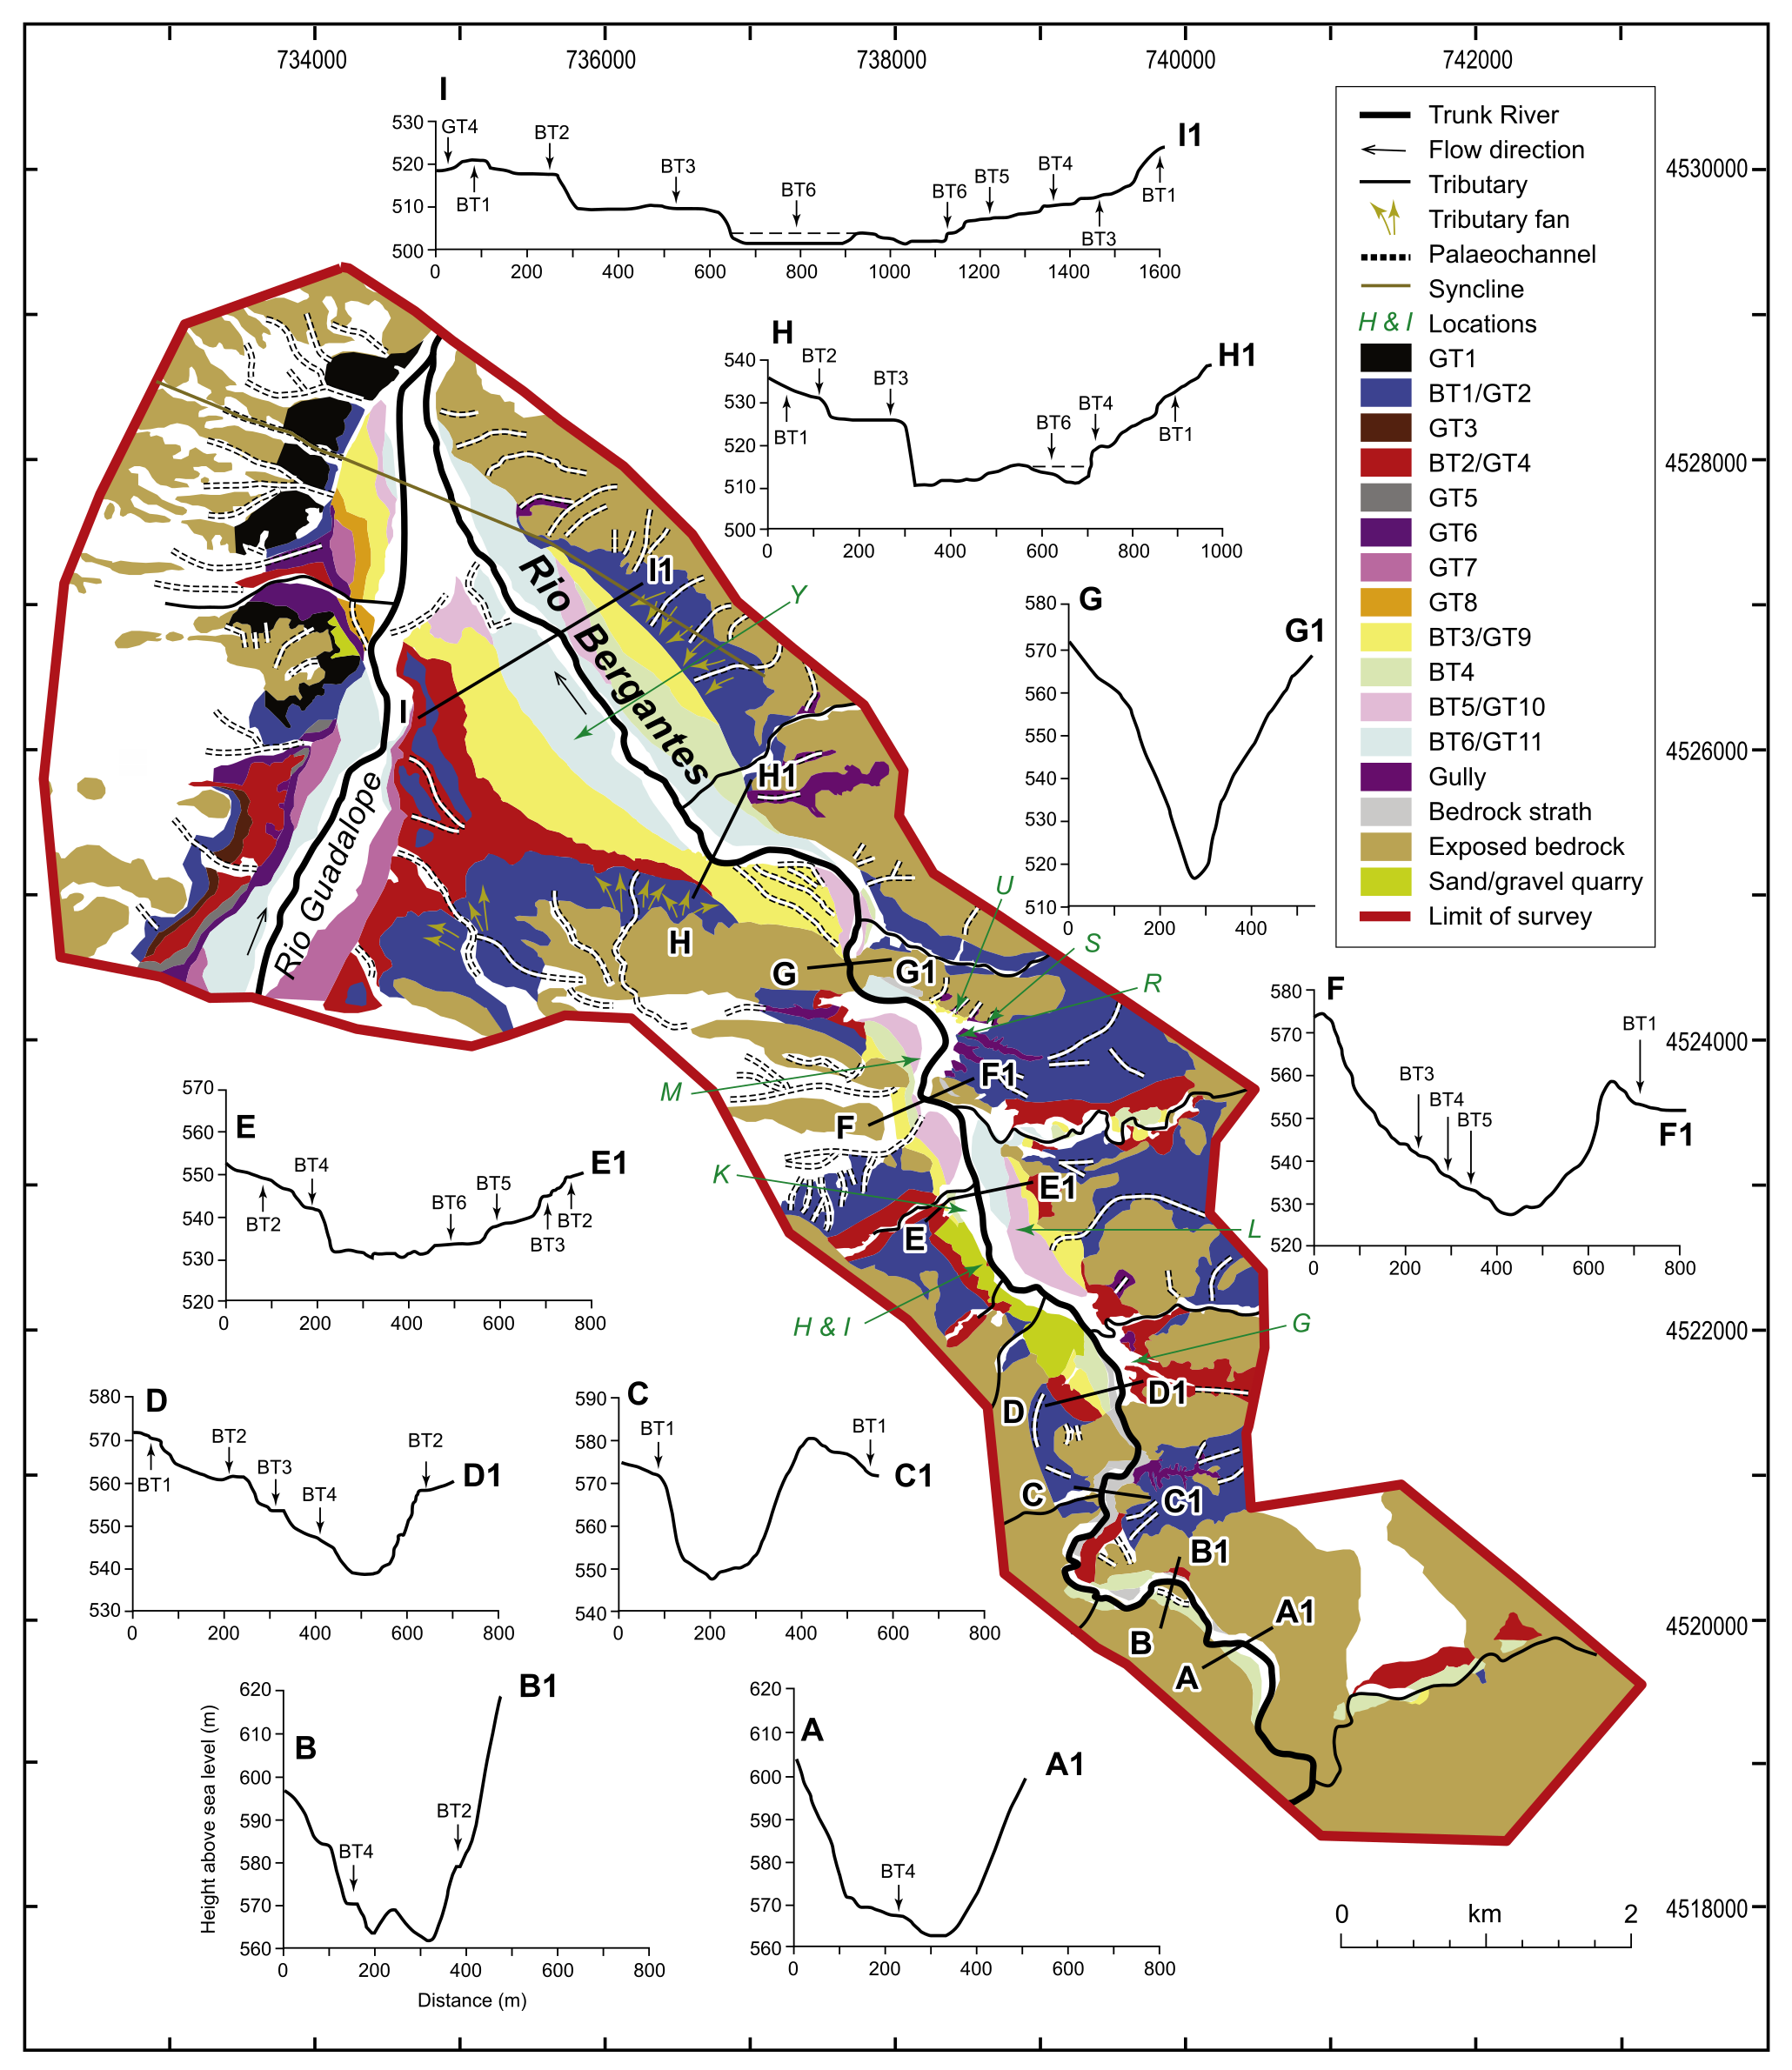 734000 736000 738000 740000 742000
4530000
4528000
4526000
4524000
4522000
4520000
4518000
Trunk River
Flow direction
Tributary
Tributary fan
Palaeochannel
Syncline
H & I Locations
GT1
BT1/GT2
GT3
BT2/GT4
GT5
GT6
GT7
GT8
BT3/GT9
BT4
BT5/GT10
BT6/GT11
Gully
Bedrock strath
Exposed bedrock
Sand/gravel quarry
Limit of survey
I I1
530
520
510
500
GT4 BT2 BT3 BT6 BT6 BT5 BT4
BT1 BT3 BT1
0 200 400 600 800 1000 1200 1400 1600
H H1
540
530
520
510
500
BT2 BT3 BT6 BT4
BT1 BT1
0 200 400 600 800 1000
G G1
580
570
560
550
540
530
520
510
0 200 400
F F1
580
570
560
550
540
530
520
BT3 BT4 BT5 BT1
0 200 400 600 800
E E1
570
560
550
540
530
520
BT4 BT6 BT5
BT2 BT3 BT2
0 200 400 600 800
D D1
580
570
560
550
540
530
BT2 BT3 BT4 BT2
BT1
0 200 400 600 800
C C1
590
580
570
560
550
540
BT1 BT1
0 200 400 600 800
B B1
620
610
600
590
580
570
560
BT4 BT2
0 200 400 600 800
Height above sea level (m)
Distance (m)
A A1
620
610
600
590
580
570
560
BT4
0 200 400 600 800
Rio Bergantes
Rio Guadalope
I1
Y
I
H1
H
U
S
G G1
R
M
F1
F
K
E1
E
L
H & I
G
D D1
C C1
B1
B
A1
A
0 km 2